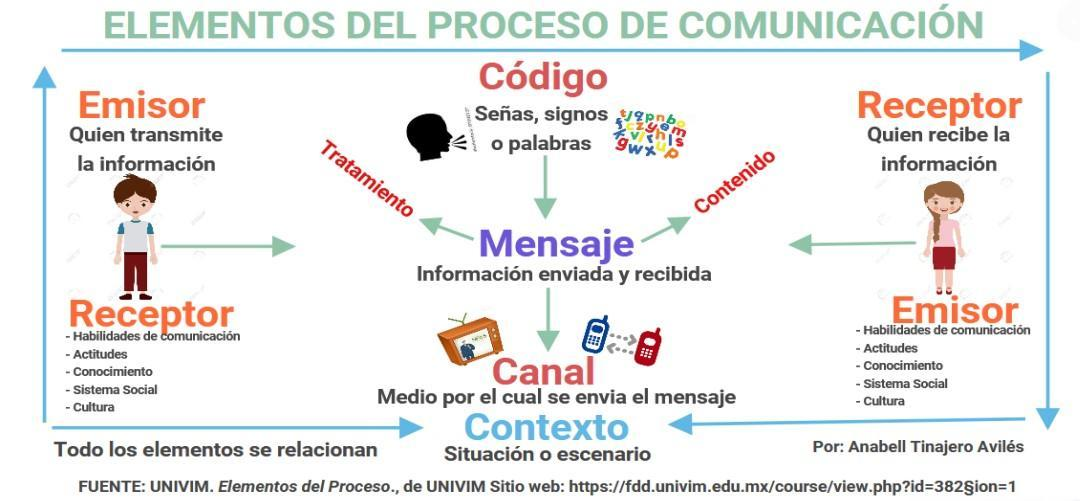 ELEMENTOS DEL PROCESO DE COMUNICACIÓN
Emisor
Quien transmite
la información
Receptor
- Habilidades de comunicación
- Actitudes
- Conocimiento
- Sistema Social
- Cultura
Código
Señas, signos
o palabras
Tratamiento
Contenido
Mensaje
Información enviada y recibida
Canal
Medio por el cual se envia el mensaje
Contexto
Situación o escenario
Receptor
Quien recibe la
información
Emisor
- Habilidades de comunicación
- Actitudes
- Conocimiento
- Sistema Social
- Cultura
Todo los elementos se relacionan
Por: Anabell Tinajero Avilés
FUENTE: UNIVIM. Elementos del Proceso., de UNIVIM Sitio web: https://fdd.univim.edu.mx/course/view.php?id=382§ion=1